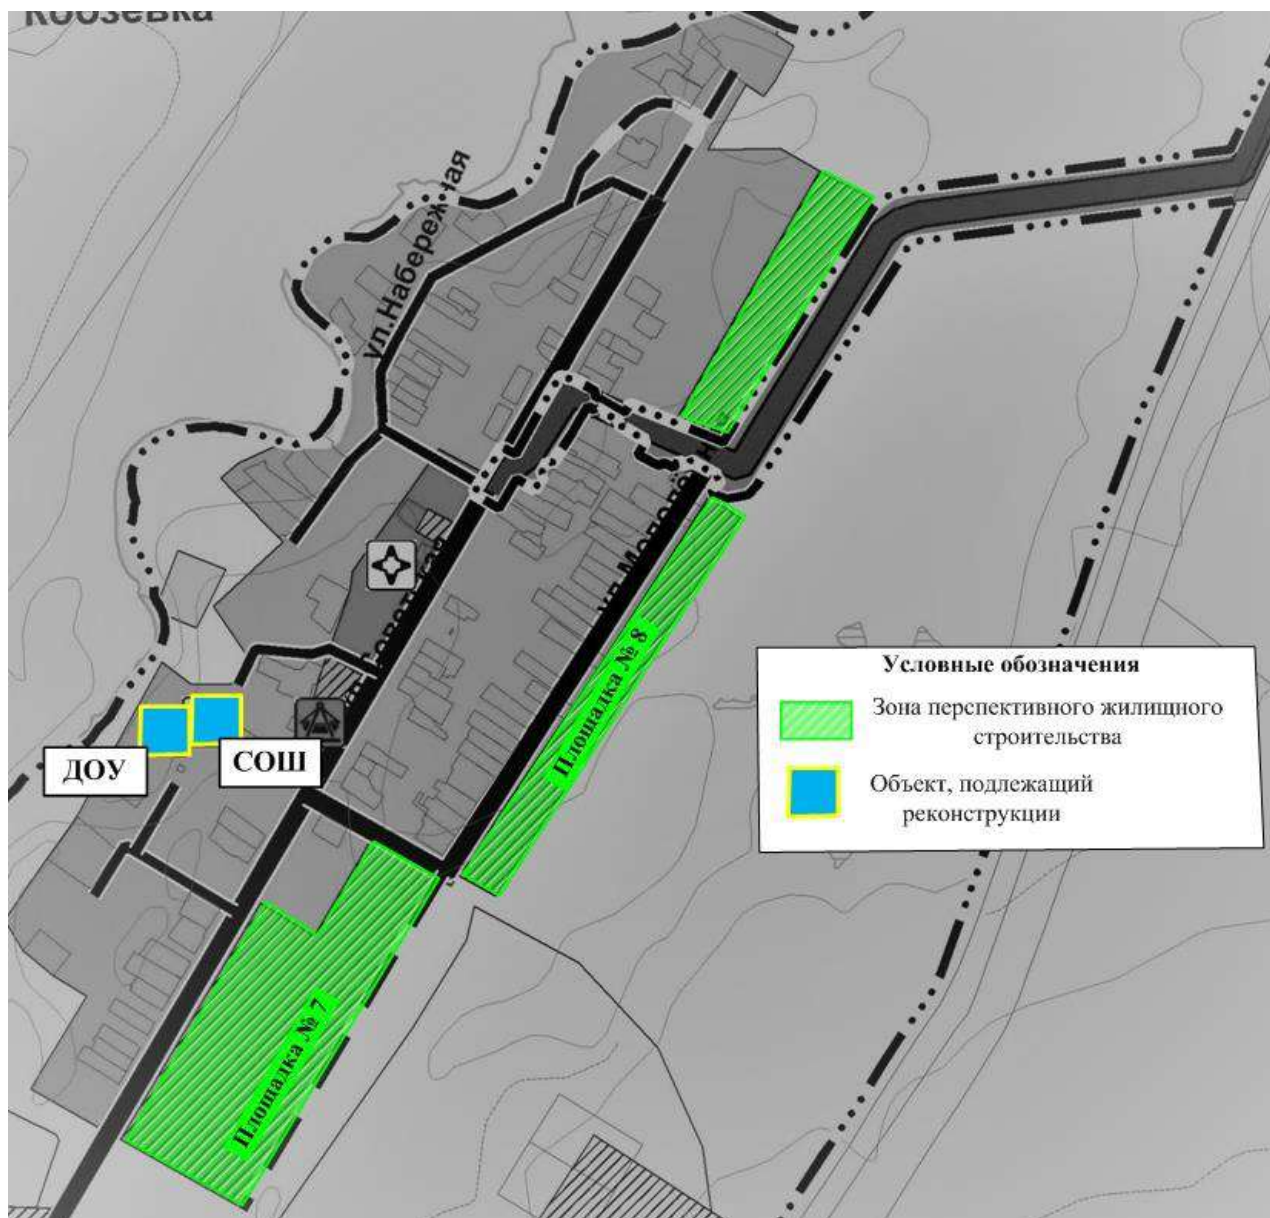 Кобзевка
ул.Набережная
Площадка № 8
Условные обозначения
Зона перспективного жилищного
строительства
Объект, подлежащий
реконструкции
ДОУ
СОШ
Площадка № 7